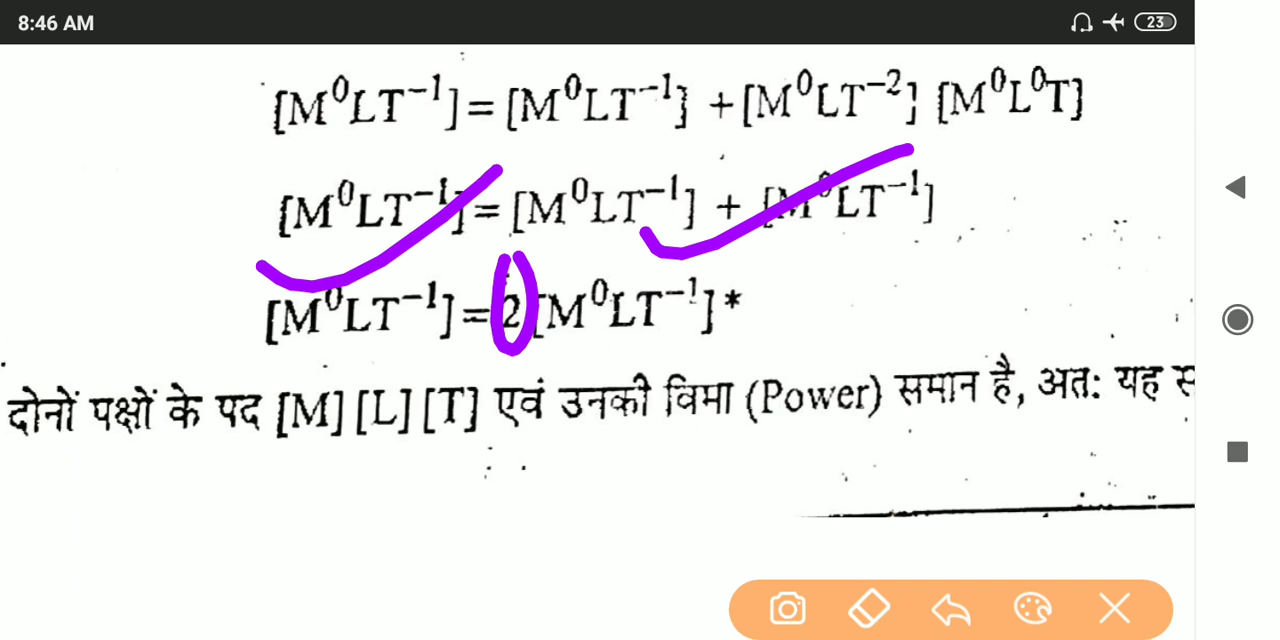 8:46 AM
23
[M⁰LT⁻¹] = [M⁰LT⁻¹] + [M⁰LT⁻²] [M⁰L⁰T]
[M⁰LT⁻¹] = [M⁰LT⁻¹] + [M⁰LT⁻¹]
[M⁰LT⁻¹] = 2 [M⁰LT⁻¹] *
दोनों पक्षों के पद [M] [L] [T] एवं उनकी विमा (Power) समान है, अत: यह